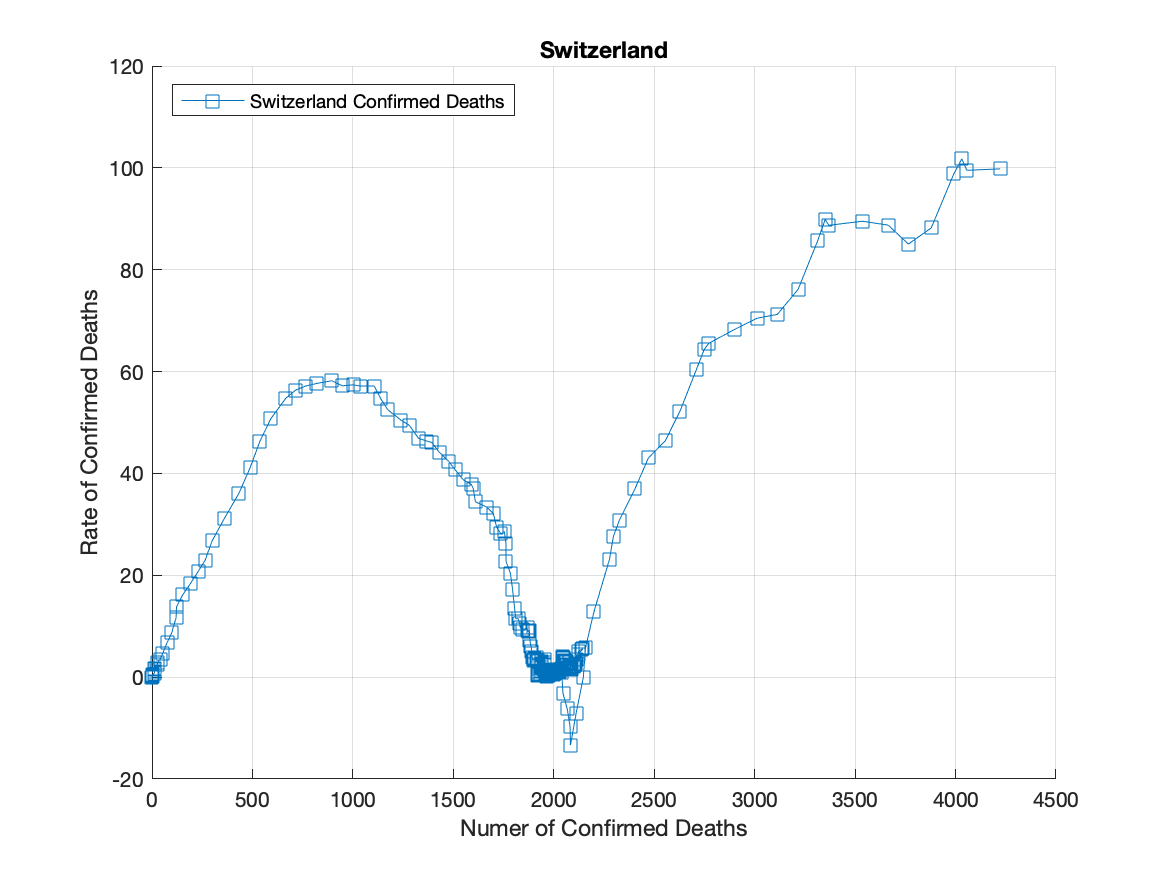 Switzerland
Switzerland Confirmed Deaths
120
100
80
60
40
20
0
-20
Rate of Confirmed Deaths
0 500 1000 1500 2000 2500 3000 3500 4000 4500
Numer of Confirmed Deaths